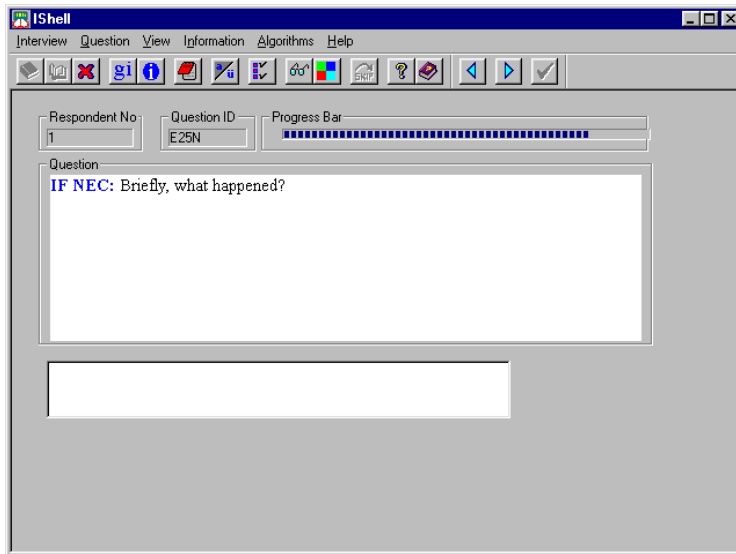 IShell
Interview Question View Information Algorithms Help
gi i a/ü SKIP ?
Respondent No Question ID Progress Bar
1 E25N
Question
IF NEC: Briefly, what happened?